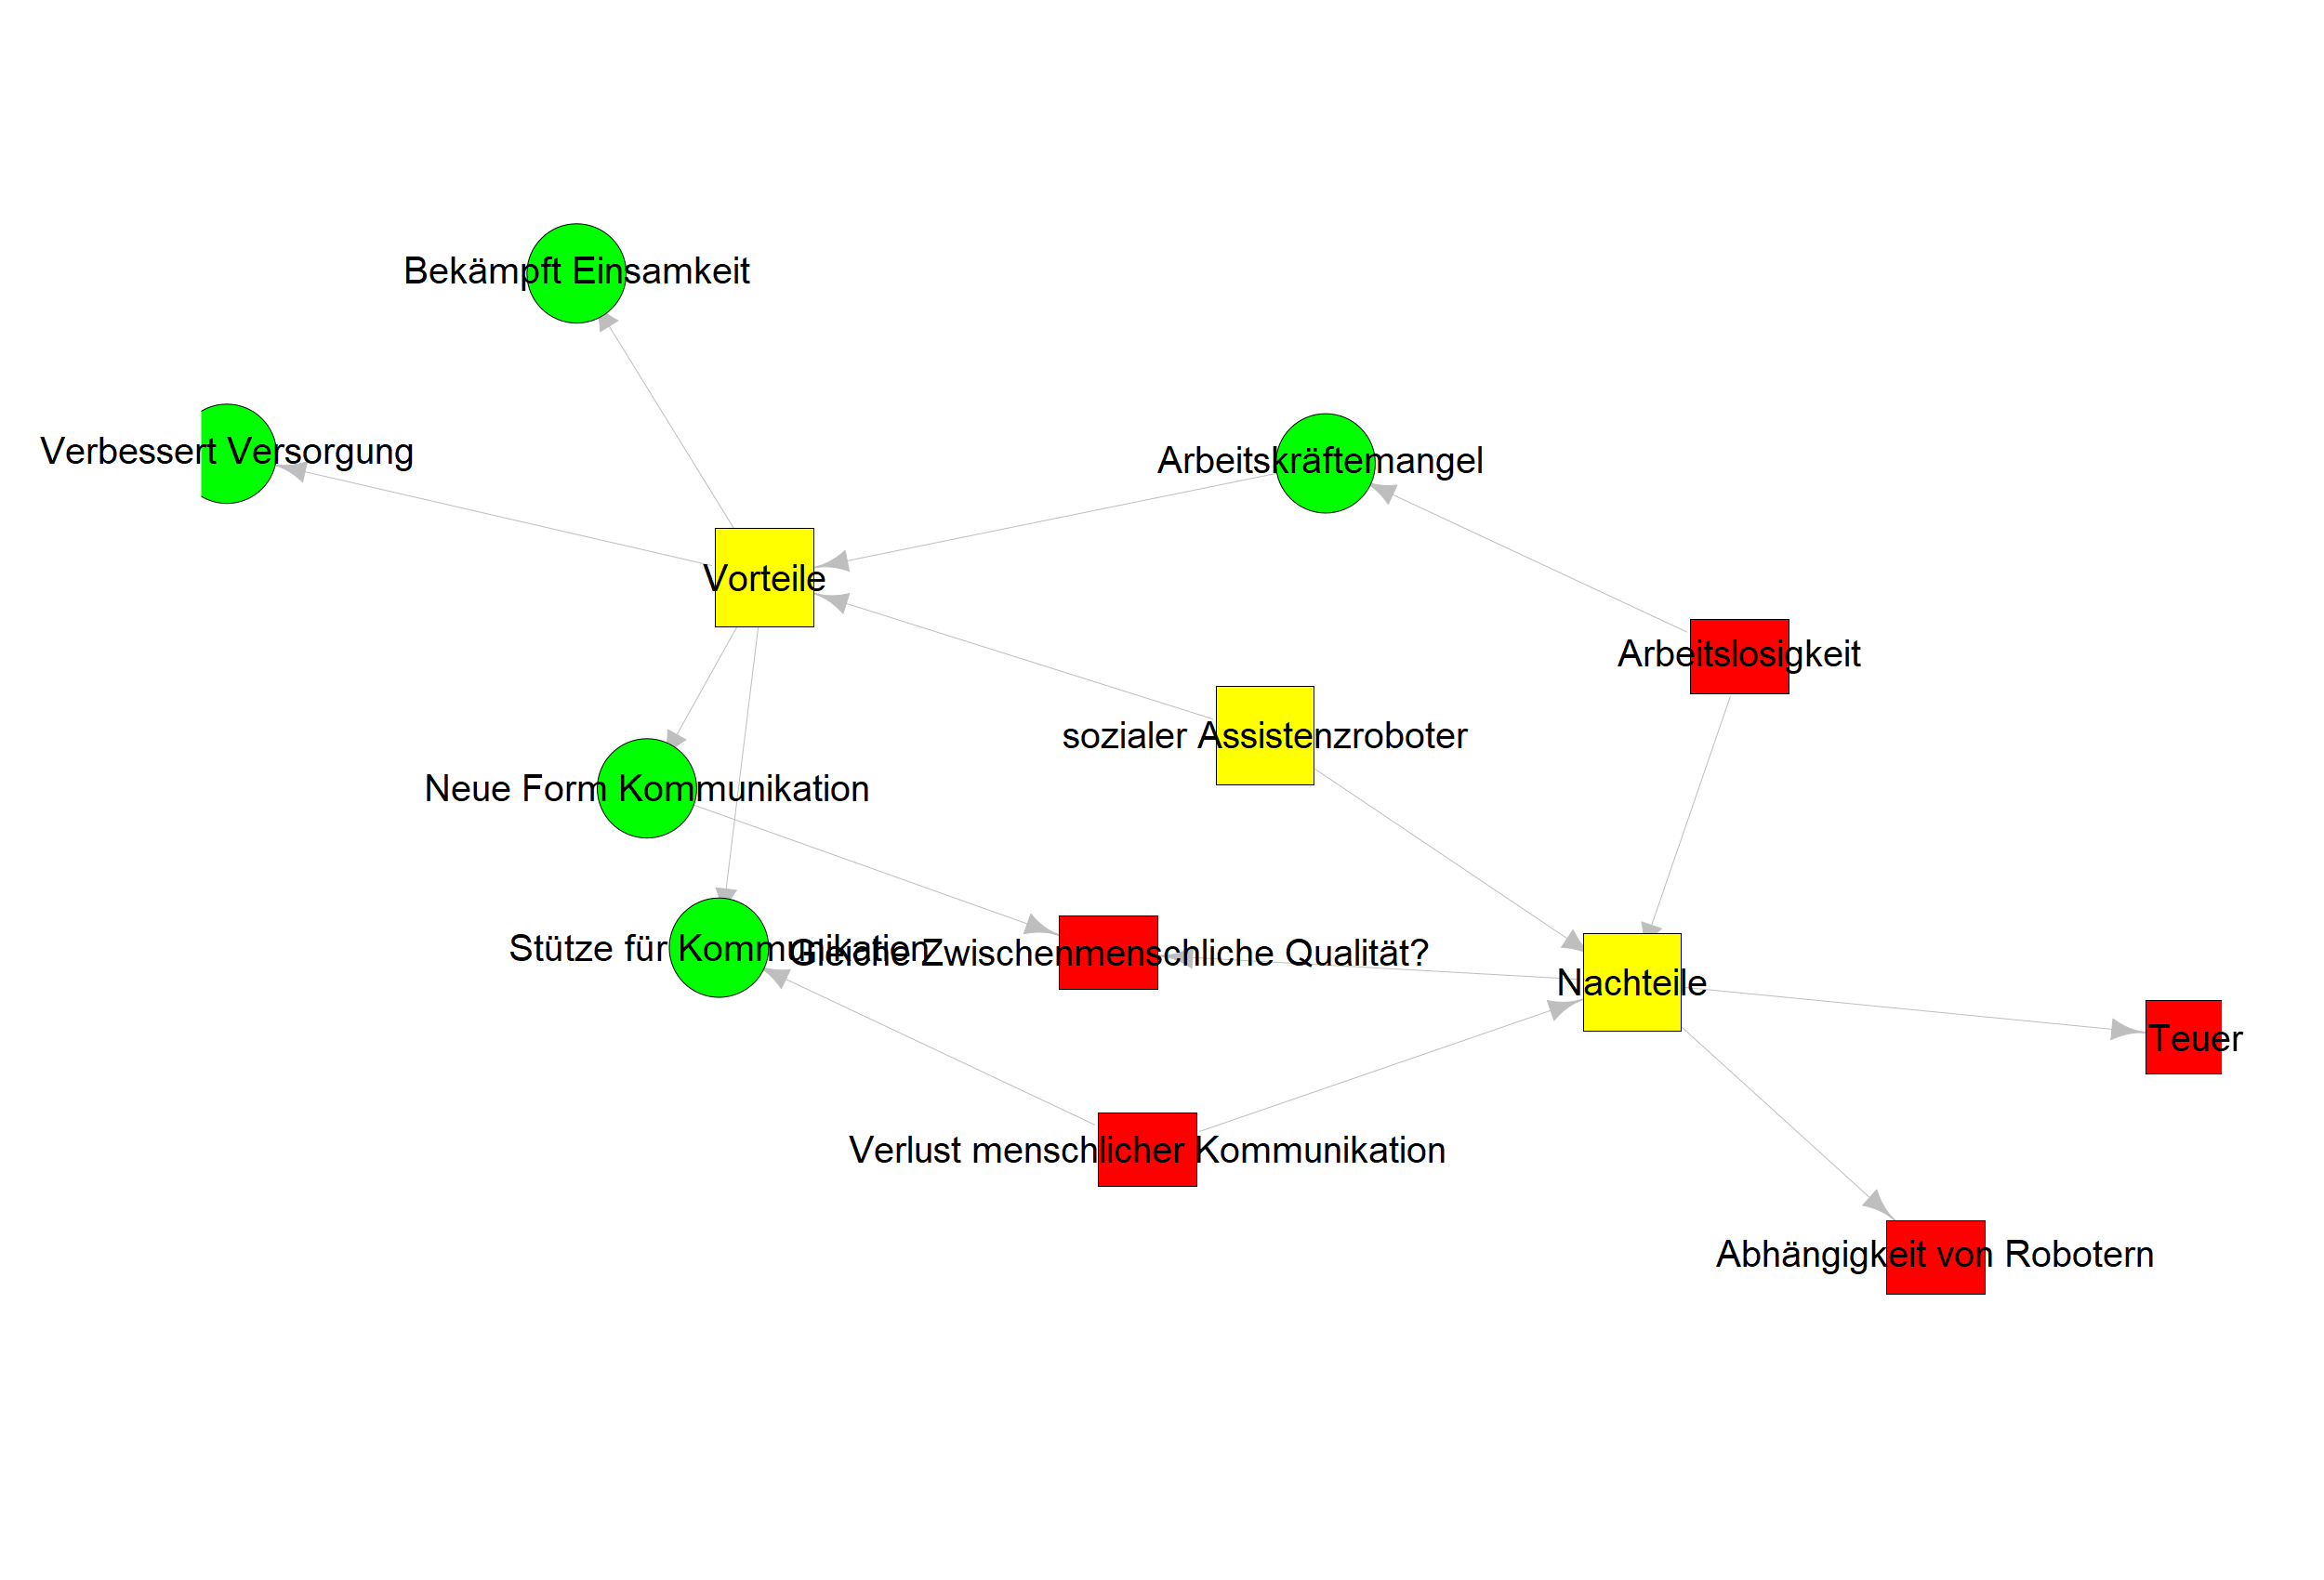 Bekämpft Einsamkeit
Verbessert Versorgung
Arbeitskräftemangel
Vorteile
Arbeitslosigkeit
sozialer Assistenzroboter
Neue Form Kommunikation
Stütze für Kommunikation
Gleiche Zwischenmenschliche Qualität?
Nachteile
Teuer
Verlust menschlicher Kommunikation
Abhängigkeit von Robotern